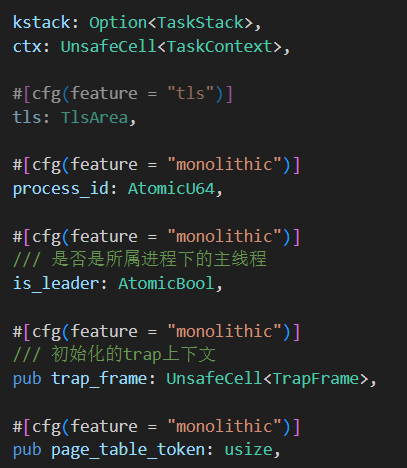 kstack: Option<TaskStack>,
ctx: UnsafeCell<TaskContext>,
#[cfg(feature = "tls")]
tls: TlsArea,
#[cfg(feature = "monolithic")]
process_id: AtomicU64,
#[cfg(feature = "monolithic")]
/// 是否是所属进程下的主线程
is_leader: AtomicBool,
#[cfg(feature = "monolithic")]
/// 初始化的trap上下文
pub trap_frame: UnsafeCell<TrapFrame>,
#[cfg(feature = "monolithic")]
pub page_table_token: usize,